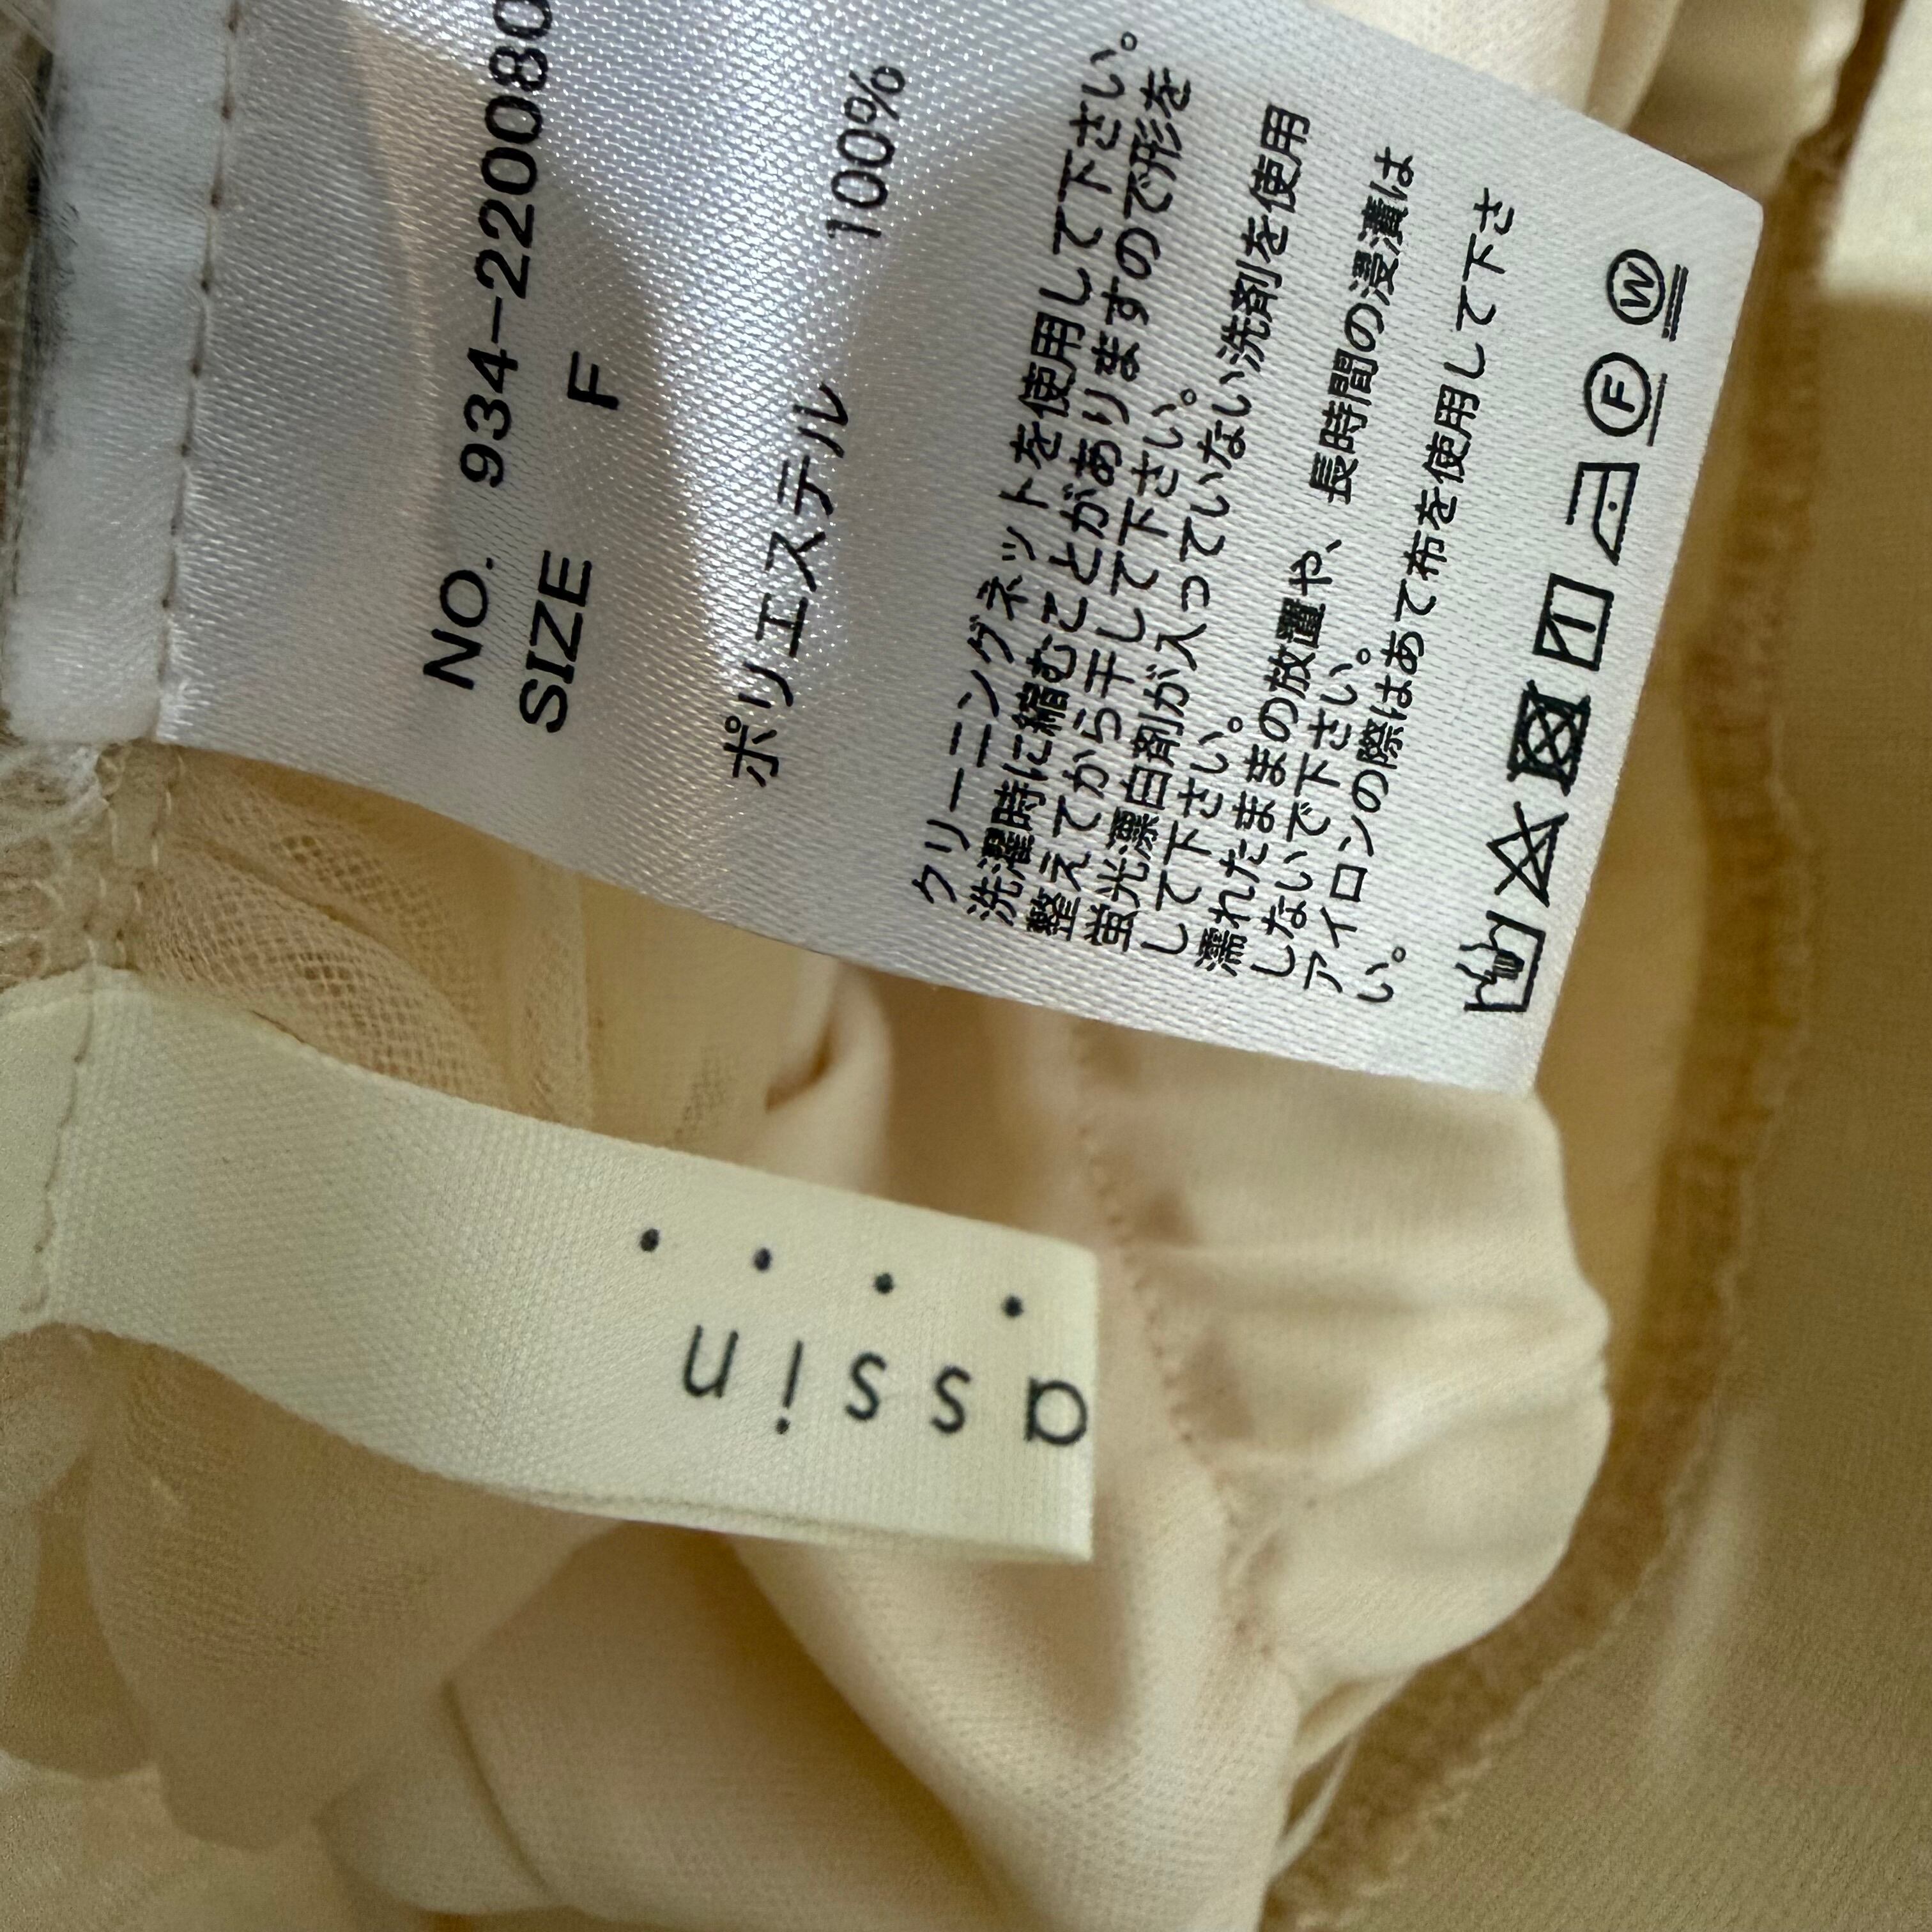 NO. 934-220080
SIZE F
ポリエステル 100%
クリーニングネットを使用して下さい。
洗濯時に縮むことがありますので形を
整えてから干して下さい。
蛍光漂白剤が入っていない洗剤を使用
して下さい。
濡れたままの放置や、長時間の浸漬は
しないで下さい。
アイロンの際はあて布を使用して下さ
い。
F
W
assin